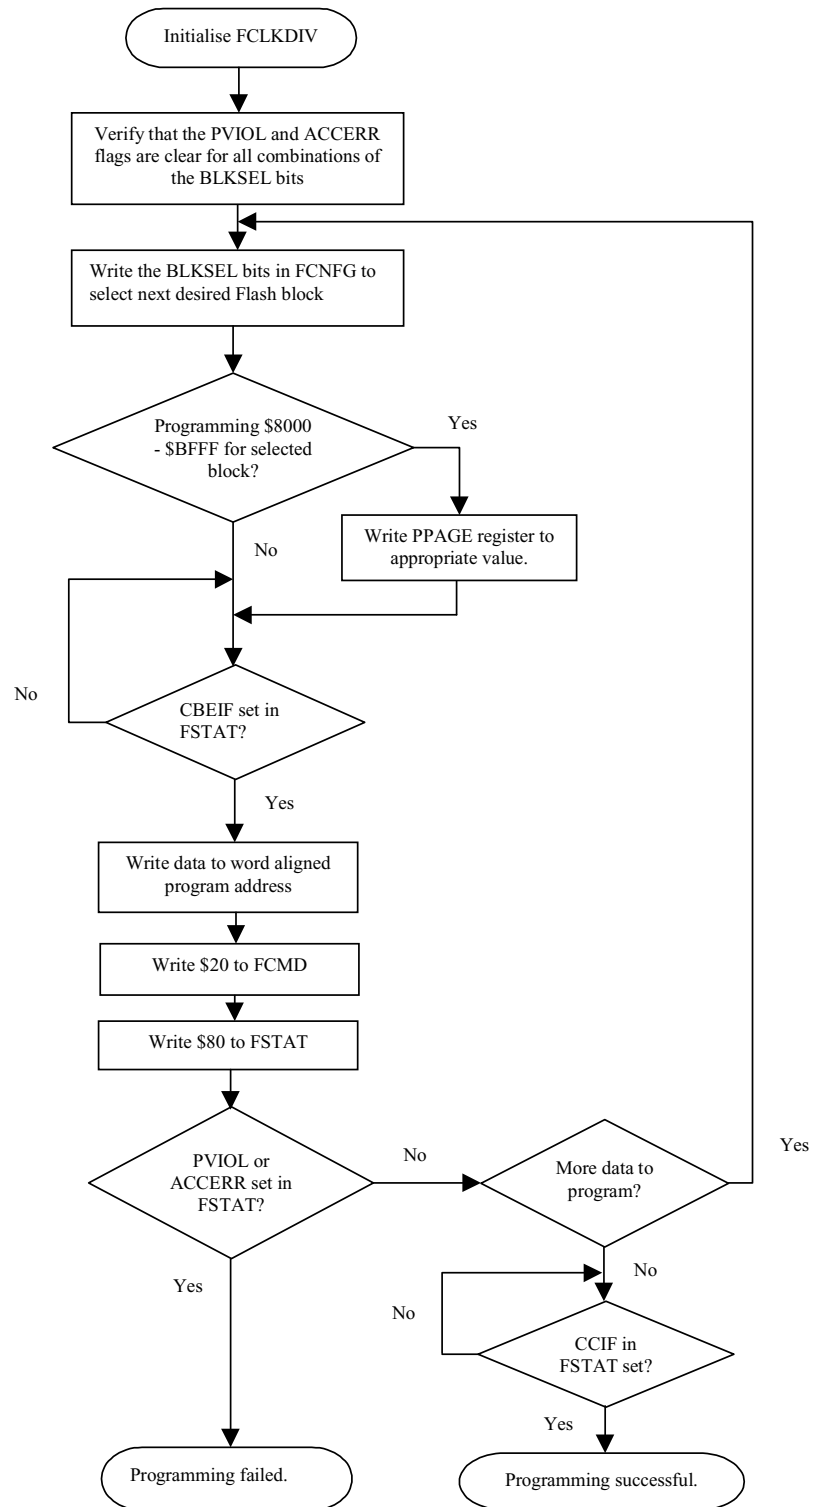 Initialise FCLKDIV
Verify that the PVIOL and ACCERR
flags are clear for all combinations of
the BLKSEL bits
Write the BLKSEL bits in FCNFG to
select next desired Flash block
Programming $8000
- $BFFF for selected
block?
Yes
Write PPAGE register to
appropriate value.
No
No
CBEIF set in
FSTAT?
Yes
Write data to word aligned
program address
Write $20 to FCMD
Write $80 to FSTAT
PVIOL or
ACCERR set in
FSTAT?
No
More data to
program?
Yes
Yes
No
No
CCIF in
FSTAT set?
Yes
Programming failed.
Programming successful.